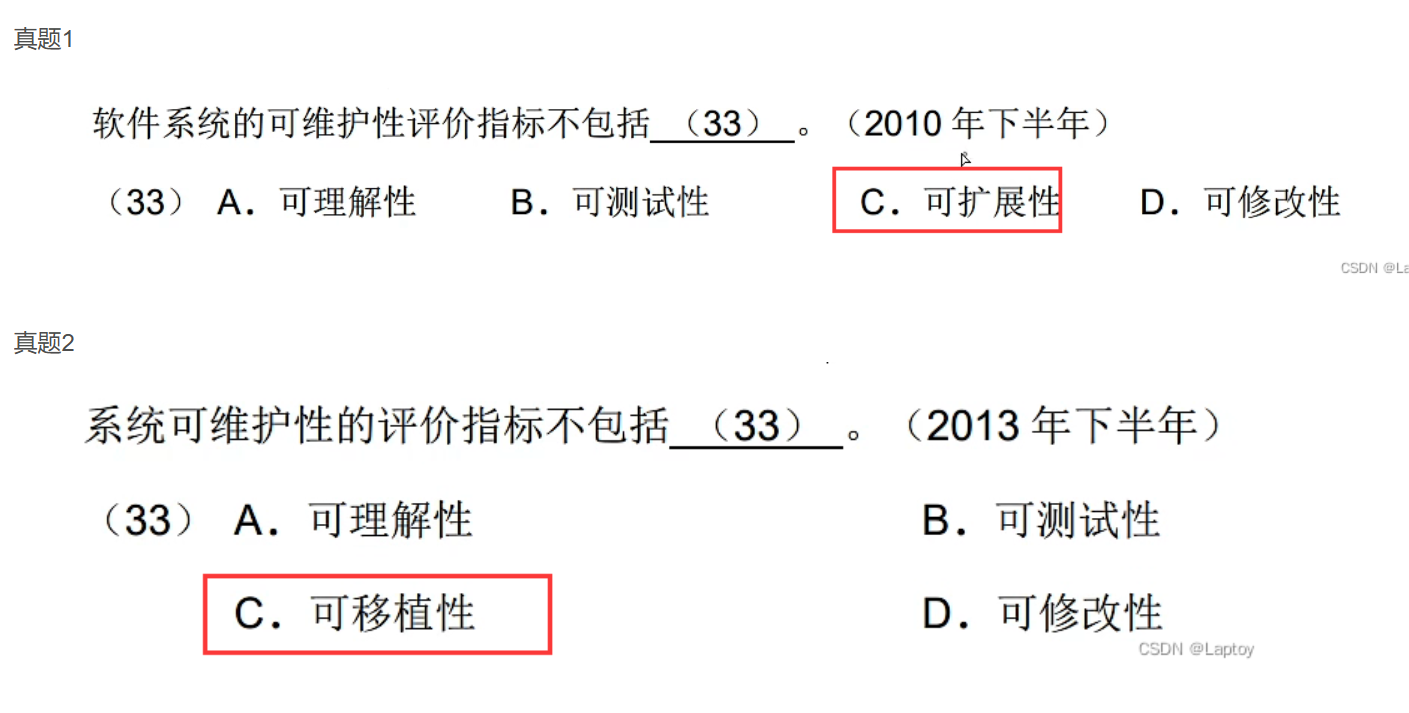 真题1
软件系统的可维护性评价指标不包括（33）。（2010 年下半年）
（33） A．可理解性 B．可测试性 C．可扩展性 D．可修改性
CSDN @La
真题2
系统可维护性的评价指标不包括（33）。（2013 年下半年）
（33） A．可理解性 B．可测试性
C．可移植性 D．可修改性
CSDN @Laptoy